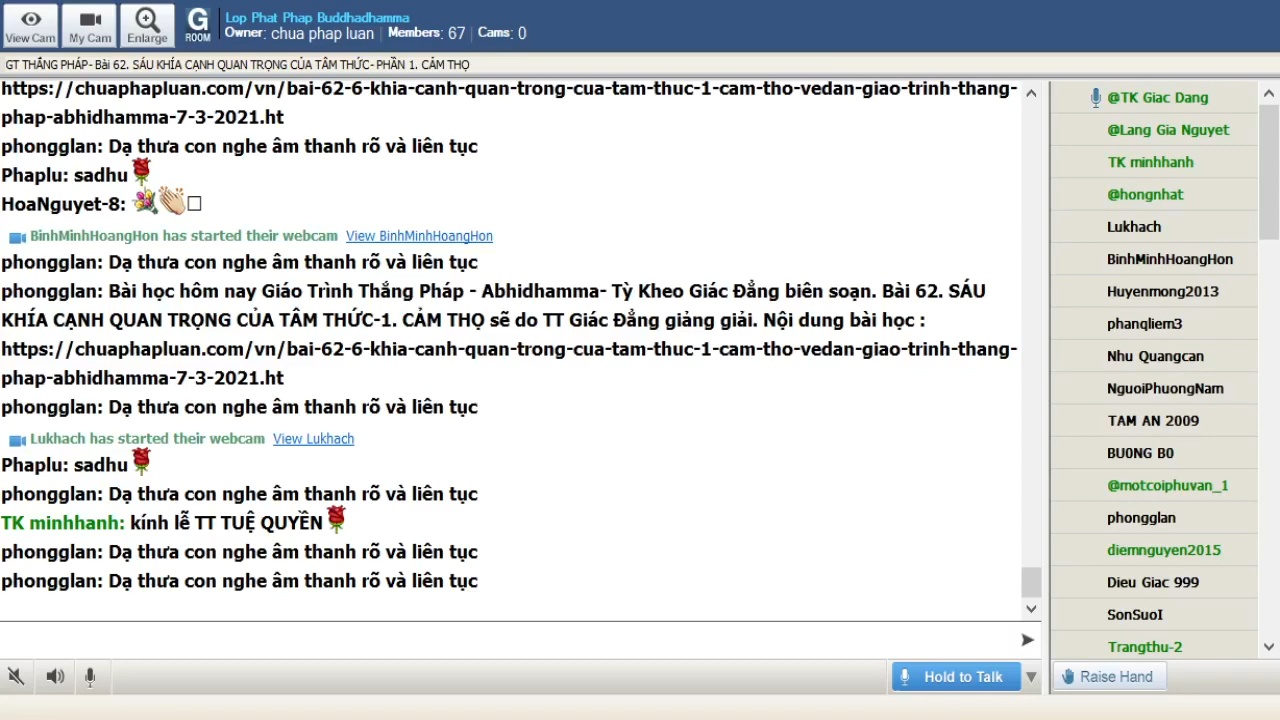 View Cam
My Cam
Enlarge
G
ROOM
Lop Phat Phap Buddhadhamma
Owner: chua phap luan | Members: 67 | Cams: 0
GT THẮNG PHÁP- Bài 62. SÁU KHÍA CẠNH QUAN TRỌNG CỦA TÂM THỨC- PHẦN 1. CẢM THỌ
https://chuaphapluan.com/vn/bai-62-6-khia-canh-quan-trong-cua-tam-thuc-1-cam-tho-vedan-giao-trinh-thang-
phap-abhidhamma-7-3-2021.ht
phongglan: Dạ thưa con nghe âm thanh rõ và liên tục
Phaplu: sadhu
HoaNguyet-8:
BinhMinhHoangHon has started their webcam View BinhMinhHoangHon
phongglan: Dạ thưa con nghe âm thanh rõ và liên tục
phongglan: Bài học hôm nay Giáo Trình Thắng Pháp - Abhidhamma- Tỳ Kheo Giác Đẳng biên soạn. Bài 62. SÁU
KHÍA CẠNH QUAN TRỌNG CỦA TÂM THỨC-1. CẢM THỌ sẽ do TT Giác Đẳng giảng giải. Nội dung bài học :
https://chuaphapluan.com/vn/bai-62-6-khia-canh-quan-trong-cua-tam-thuc-1-cam-tho-vedan-giao-trinh-thang-
phap-abhidhamma-7-3-2021.ht
phongglan: Dạ thưa con nghe âm thanh rõ và liên tục
Lukhach has started their webcam View Lukhach
Phaplu: sadhu
phongglan: Dạ thưa con nghe âm thanh rõ và liên tục
TK minhhanh: kính lễ TT TUỆ QUYỀN
phongglan: Dạ thưa con nghe âm thanh rõ và liên tục
phongglan: Dạ thưa con nghe âm thanh rõ và liên tục
@TK Giac Dang
@Lang Gia Nguyet
TK minhhanh
@hongnhat
Lukhach
BinhMinhHoangHon
Huyenmong2013
phanqliem3
Nhu Quangcan
NguoiPhuongNam
TAM AN 2009
BU0NG B0
@motcoiphuvan_1
phongglan
diemnguyen2015
Dieu Giac 999
SonSuoI
Trangthu-2
Hold to Talk
Raise Hand